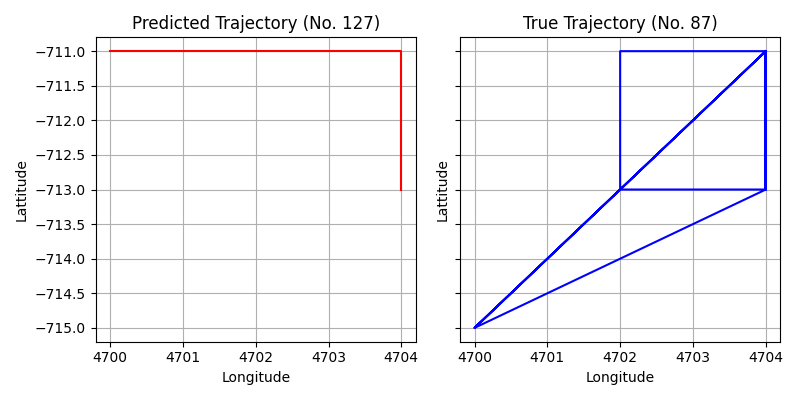 Predicted Trajectory (No. 127)
Lattitude
−711.0
−711.5
−712.0
−712.5
−713.0
−713.5
−714.0
−714.5
−715.0
4700 4701 4702 4703 4704
Longitude
True Trajectory (No. 87)
Lattitude
4700 4701 4702 4703 4704
Longitude